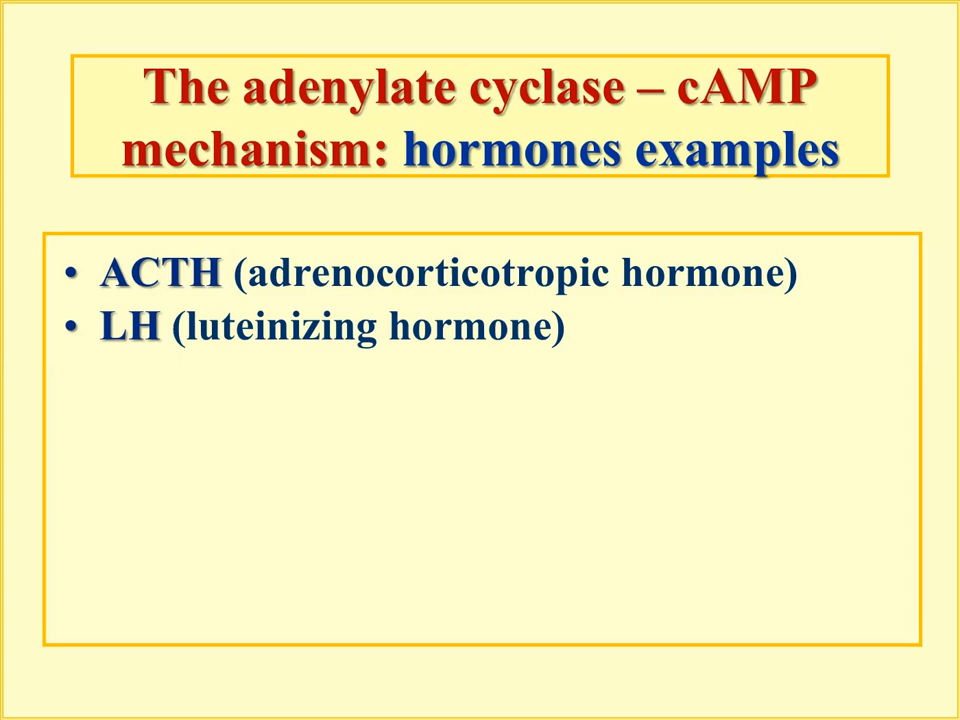 The adenylate cyclase – cAMP
mechanism: hormones examples
• ACTH (adrenocorticotropic hormone)
• LH (luteinizing hormone)